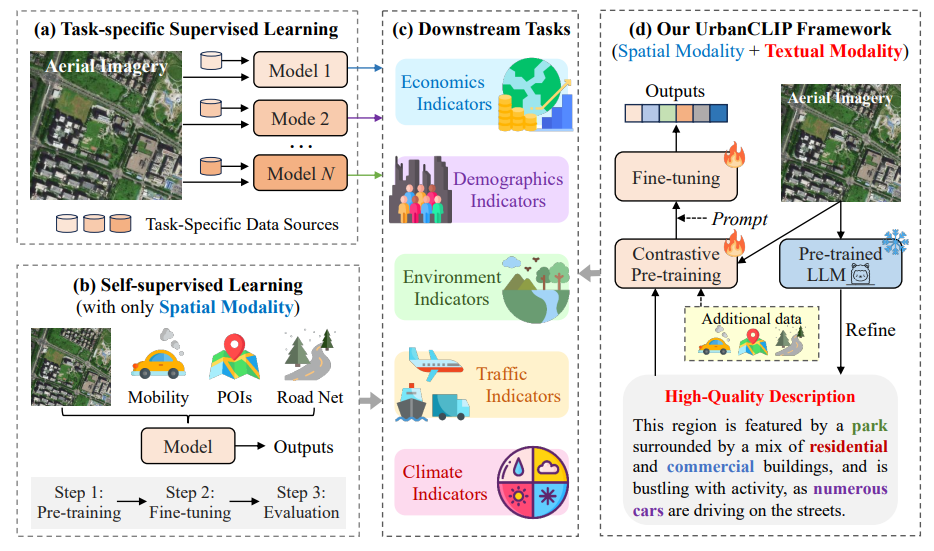 (a) Task-specific Supervised Learning
Aerial Imagery
Model 1
Mode 2
...
Model N
Task-Specific Data Sources
(b) Self-supervised Learning
(with only Spatial Modality)
Mobility
POIs
Road Net
Model
Outputs
Step 1:
Pre-training
Step 2:
Fine-tuning
Step 3:
Evaluation
(c) Downstream Tasks
Economics
Indicators
Demographics
Indicators
Environment
Indicators
Traffic
Indicators
Climate
Indicators
(d) Our UrbanCLIP Framework
(Spatial Modality + Textual Modality)
Outputs
Aerial Imagery
Fine-tuning
Prompt
Contrastive
Pre-training
Pre-trained
LLM
Additional data
Refine
High-Quality Description
This region is featured by a park
surrounded by a mix of residential
and commercial buildings, and is
bustling with activity, as numerous
cars are driving on the streets.